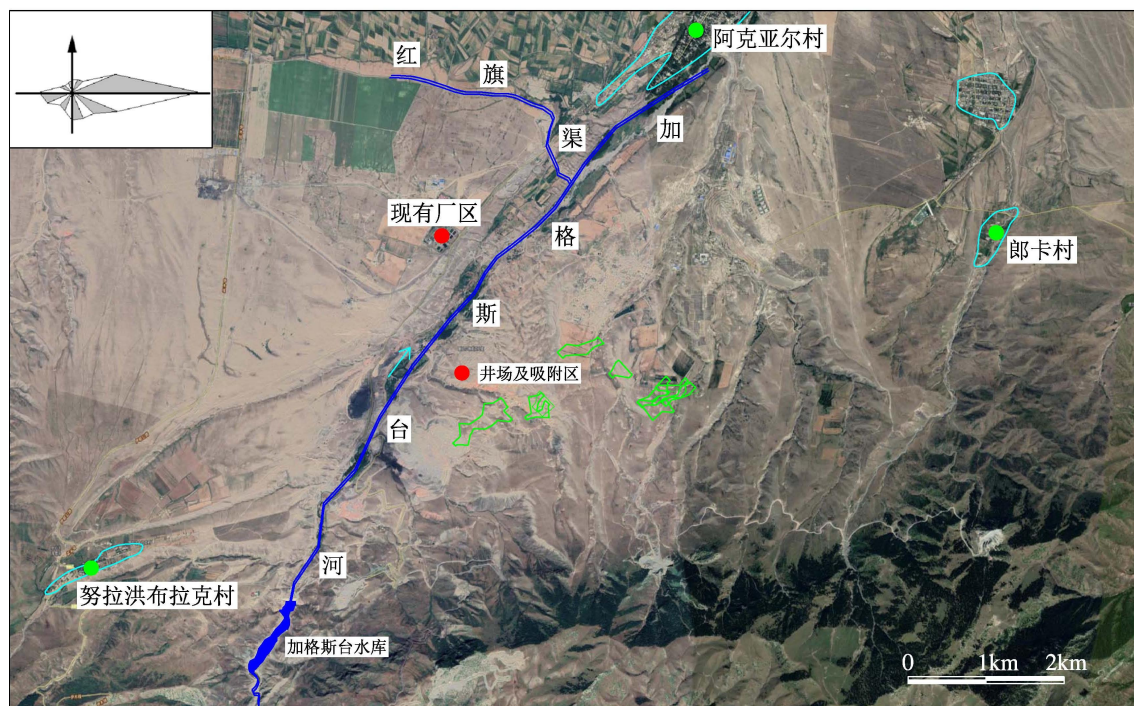 阿克亚尔村
红旗渠
加格斯台河
现有厂区
郎卡村
井场及吸附区
努拉洪布拉克村
加格斯台水库
0 1km 2km